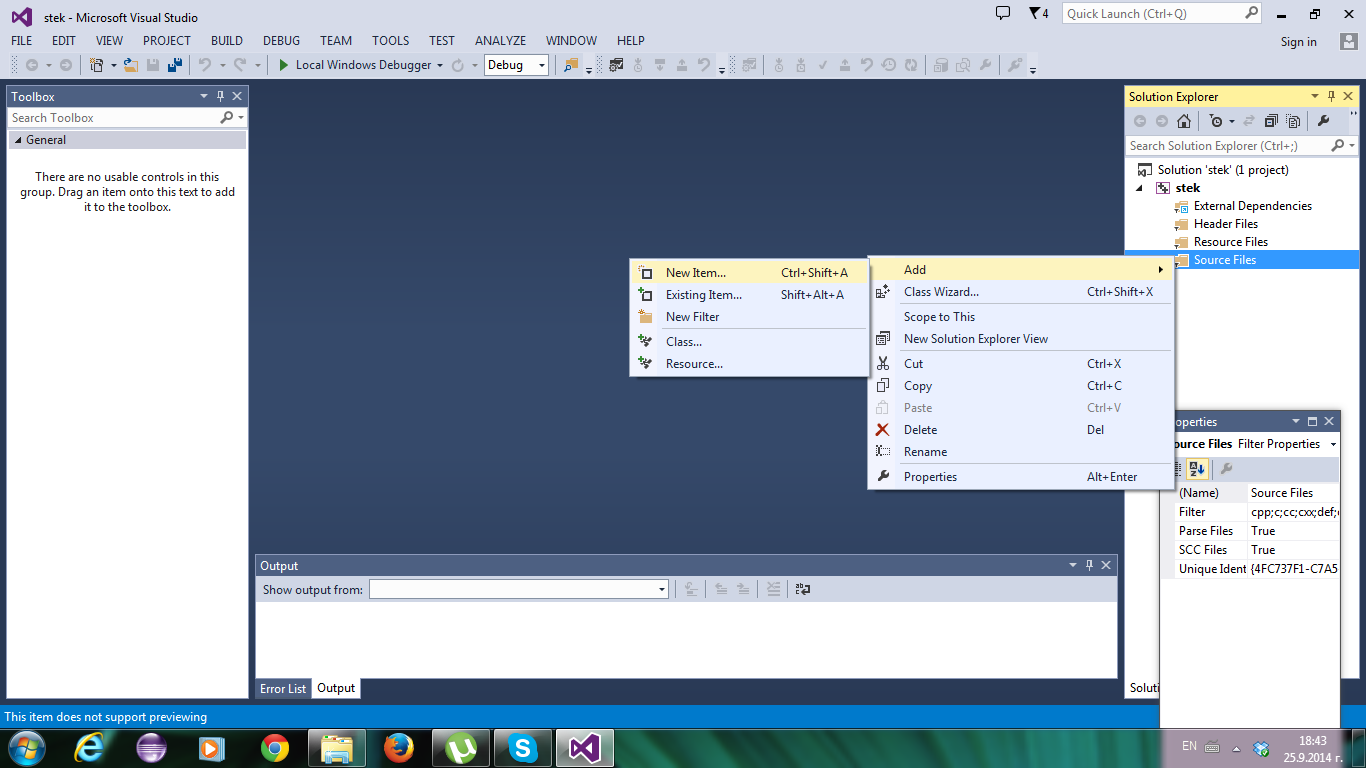 stek - Microsoft Visual Studio
4
Quick Launch (Ctrl+Q)
FILE EDIT VIEW PROJECT BUILD DEBUG TEAM TOOLS TEST ANALYZE WINDOW HELP
Sign in
Local Windows Debugger
Debug
Toolbox
Search Toolbox
General
There are no usable controls in this
group. Drag an item onto this text to add
it to the toolbox.
Solution Explorer
Search Solution Explorer (Ctrl+;)
Solution 'stek' (1 project)
stek
External Dependencies
Header Files
Resource Files
Source Files
New Item... Ctrl+Shift+A
Existing Item... Shift+Alt+A
New Filter
Class...
Resource...
Add
Class Wizard... Ctrl+Shift+X
Scope to This
New Solution Explorer View
Cut Ctrl+X
Copy Ctrl+C
Paste Ctrl+V
Delete Del
Rename
Properties Alt+Enter
operties
ource Files Filter Properties
(Name) Source Files
Filter cpp;c;cc;cxx;def;
Parse Files True
SCC Files True
Unique Ident {4FC737F1-C7A5
Output
Show output from:
Error List Output
Soluti
This item does not support previewing
EN
18:43
25.9.2014 г.